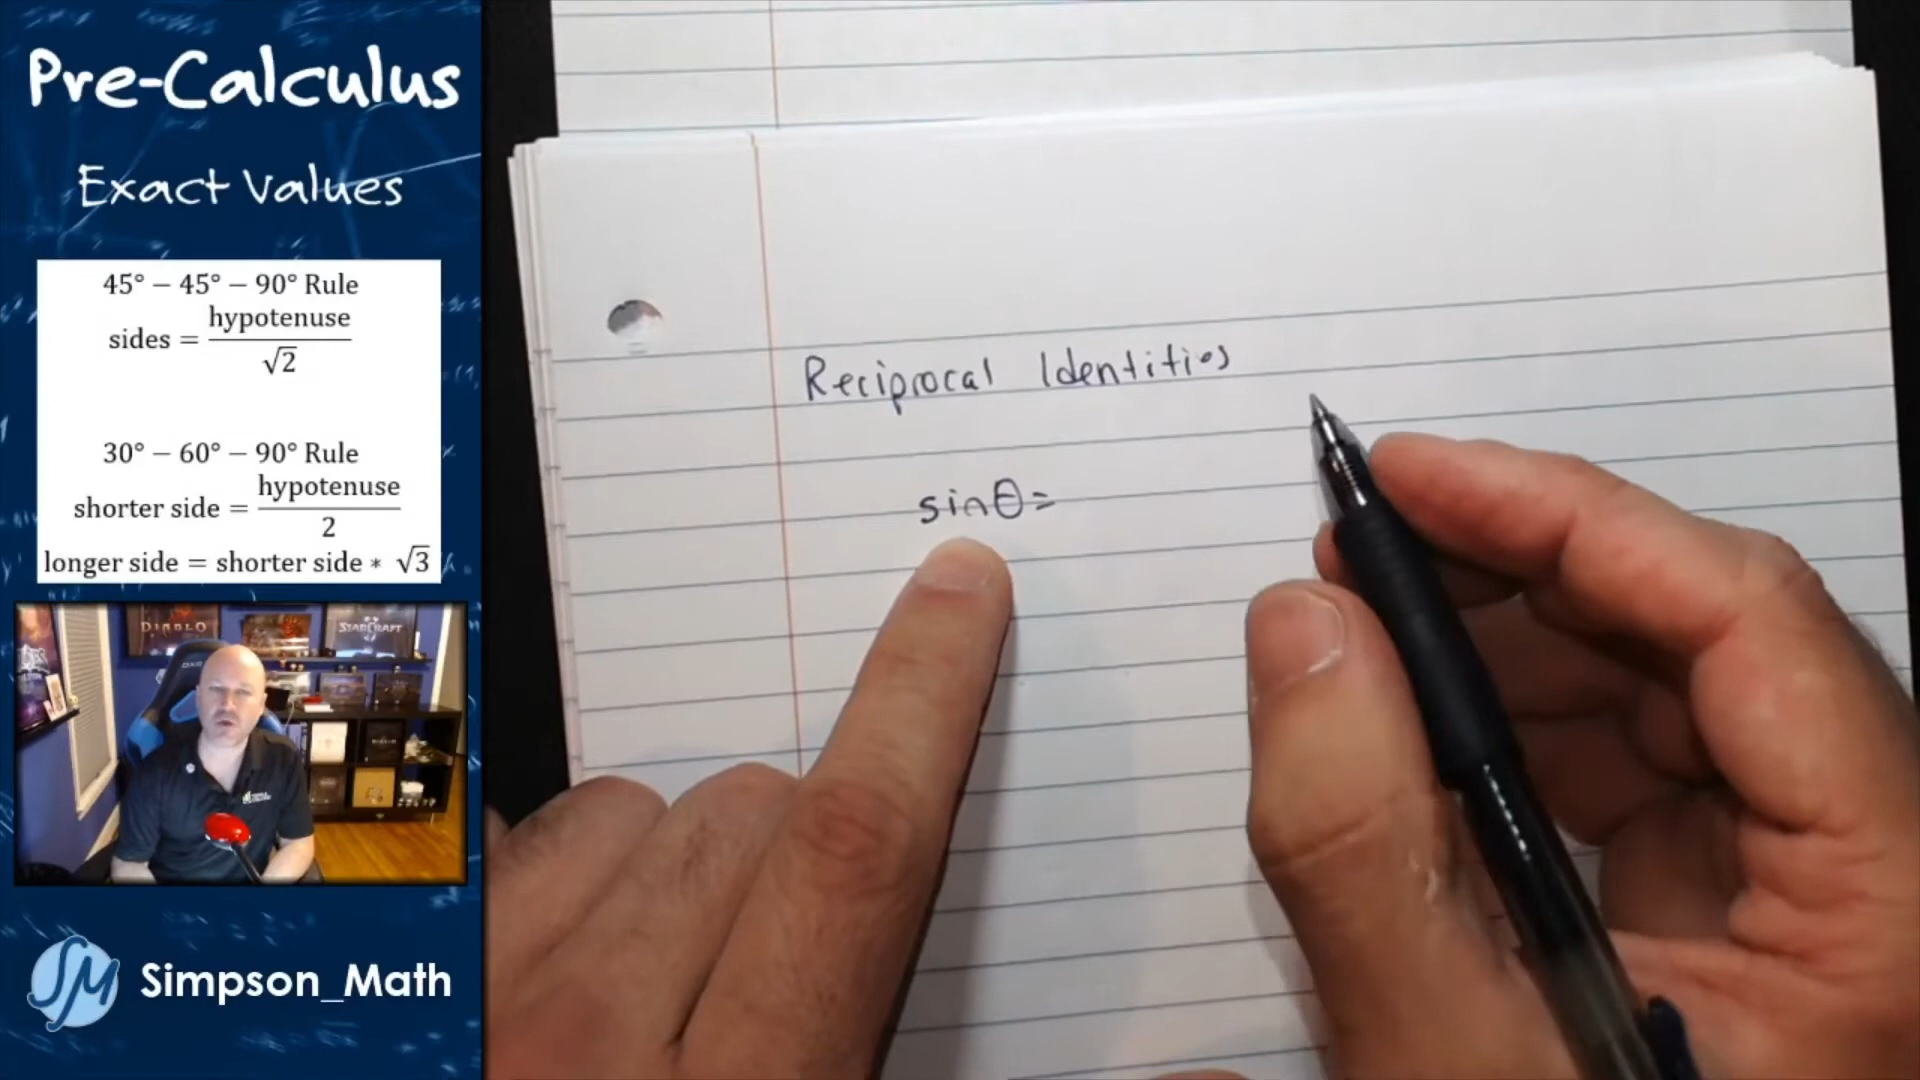 Pre-Calculus
Exact Values
45° − 45° − 90° Rule
sides = hypotenuse / √2
30° − 60° − 90° Rule
shorter side = hypotenuse / 2
longer side = shorter side * √3
DIABLO
STARCRAFT
SM Simpson_Math
Reciprocal Identities
sinθ=